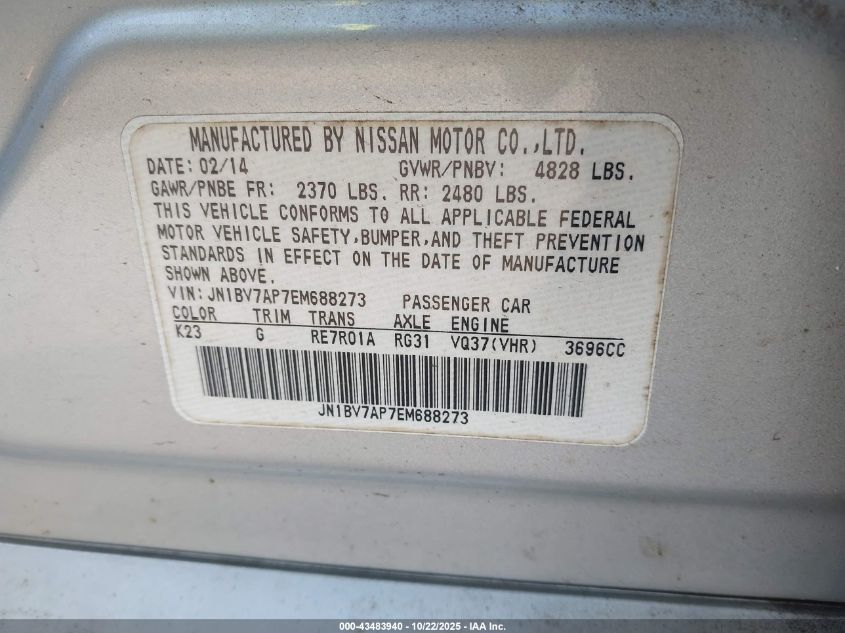 MANUFACTURED BY NISSAN MOTOR CO.,LTD.
DATE: 02/14 GVWR/PNBV: 4828 LBS.
GAWR/PNBE FR: 2370 LBS. RR: 2480 LBS.
THIS VEHICLE CONFORMS TO ALL APPLICABLE FEDERAL
MOTOR VEHICLE SAFETY,BUMPER,AND THEFT PREVENTION
STANDARDS IN EFFECT ON THE DATE OF MANUFACTURE
SHOWN ABOVE.
VIN: JN1BV7AP7EM688273 PASSENGER CAR
COLOR TRIM TRANS AXLE ENGINE
K23 G RE7R01A RG31 VQ37(VHR) 3696CC
JN1BV7AP7EM688273
000-43483940 - 10/22/2025 - IAA Inc.